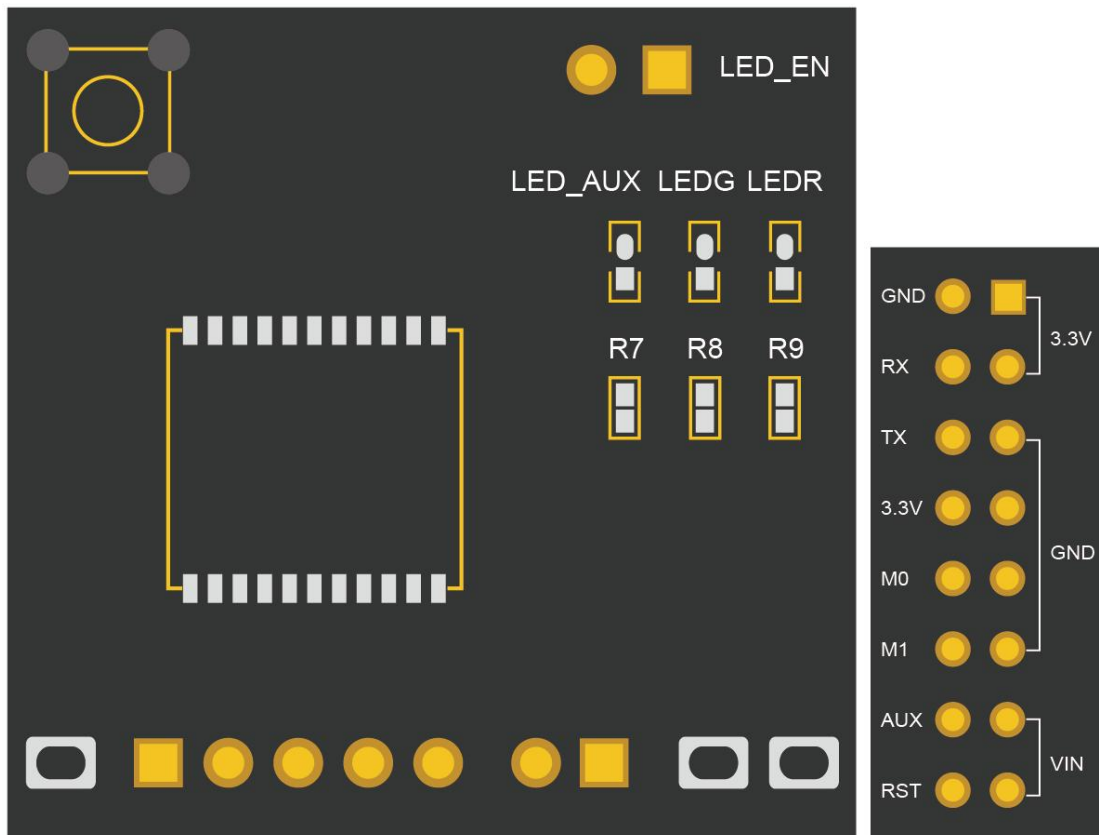 LED_EN
LED_AUX LEDG LEDR
R7 R8 R9
GND
3.3V
RX
TX
3.3V
GND
M0
M1
AUX
VIN
RST